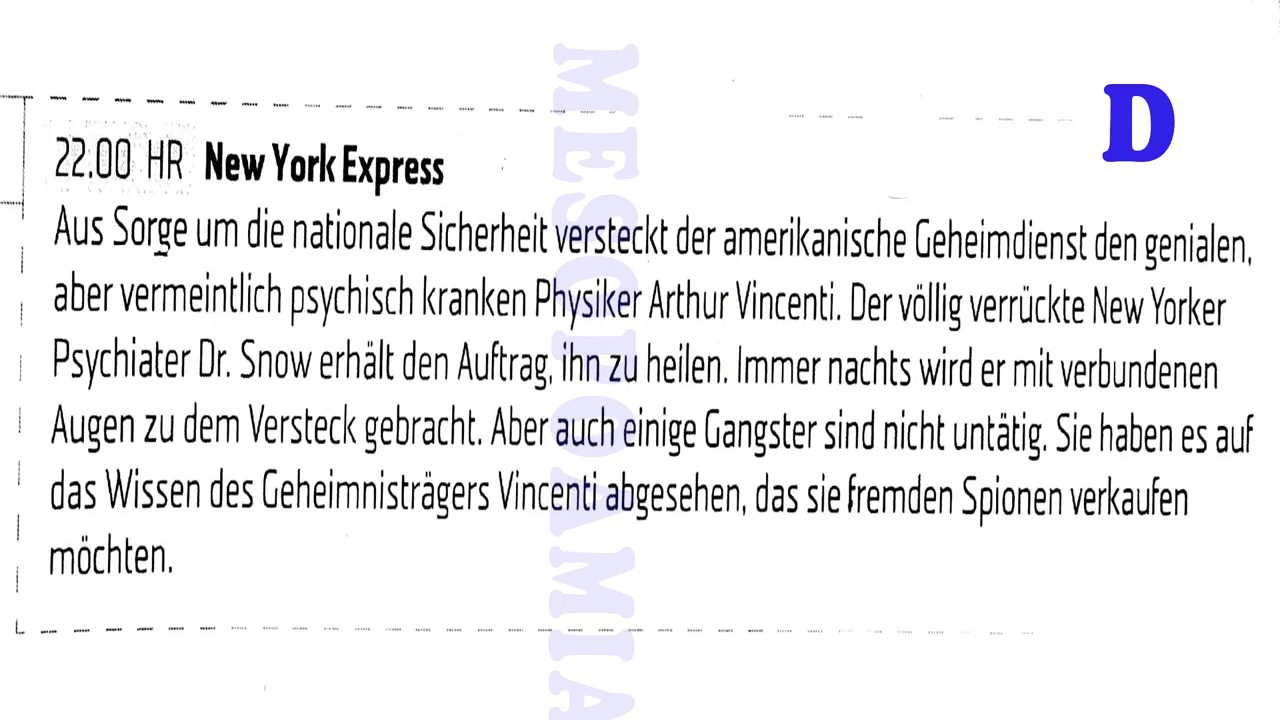 D
22.00 HR New York Express
Aus Sorge um die nationale Sicherheit versteckt der amerikanische Geheimdienst den genialen,
aber vermeintlich psychisch kranken Physiker Arthur Vincenti. Der völlig verrückte New Yorker
Psychiater Dr. Snow erhält den Auftrag, ihn zu heilen. Immer nachts wird er mit verbundenen
Augen zu dem Versteck gebracht. Aber auch einige Gangster sind nicht untätig. Sie haben es auf
das Wissen des Geheimnisträgers Vincenti abgesehen, das sie fremden Spionen verkaufen
möchten.